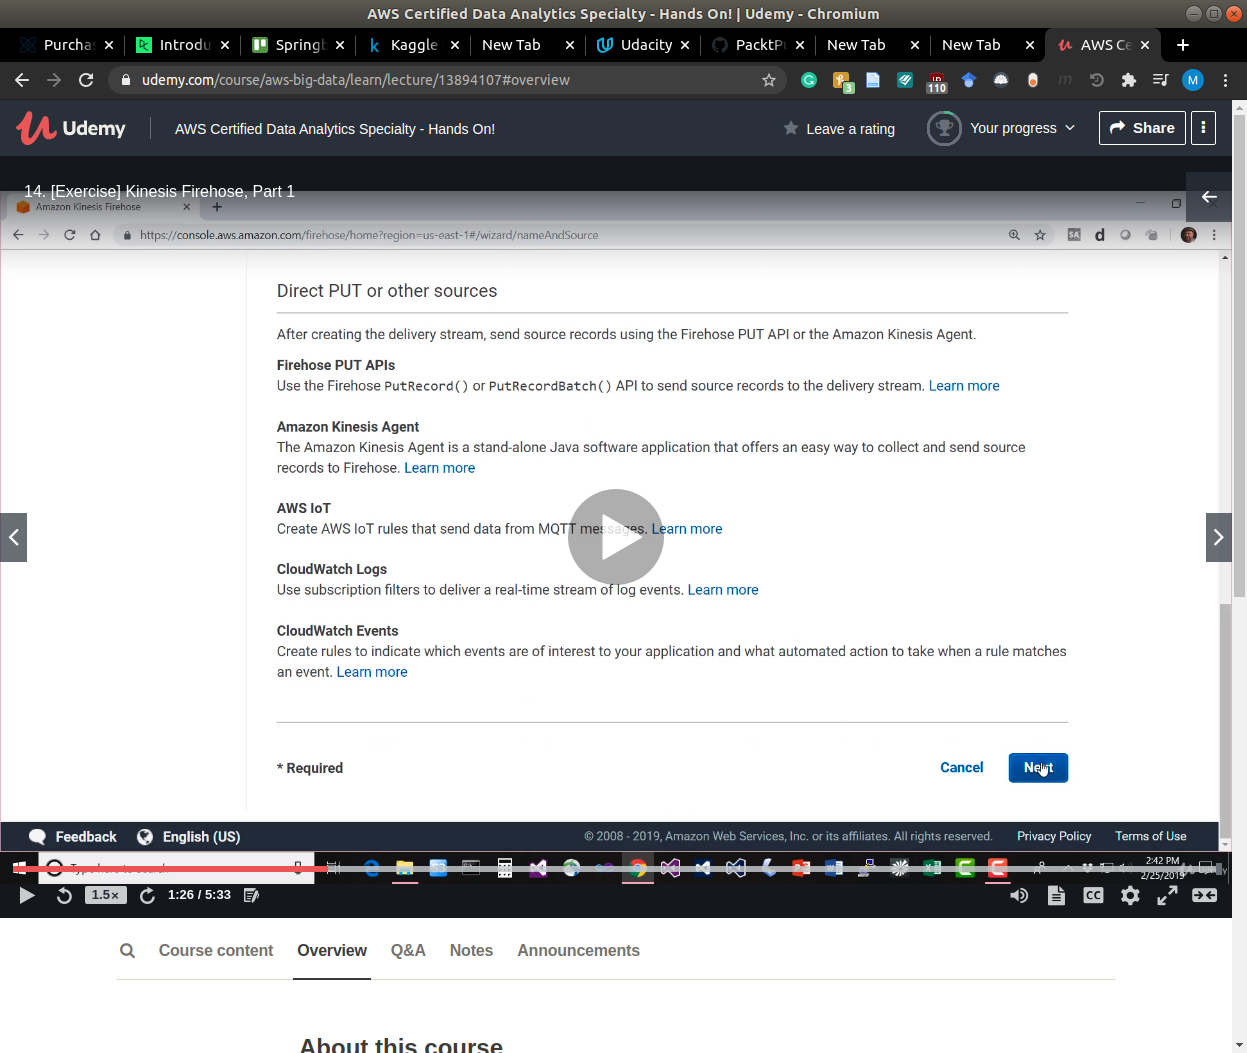 AWS Certified Data Analytics Specialty - Hands On! | Udemy - Chromium
Purcha
Introdu
Springb
Kaggle
New Tab
Udacity
PacktPu
New Tab
New Tab
AWS Ce
udemy.com/course/aws-big-data/learn/lecture/13894107#overview
3
110
M
Udemy
AWS Certified Data Analytics Specialty - Hands On!
Leave a rating
Your progress
Share
14. [Exercise] Kinesis Firehose, Part 1
Amazon Kinesis Firehose
https://console.aws.amazon.com/firehose/home?region=us-east-1#/wizard/nameAndSource
SA
d
Direct PUT or other sources
After creating the delivery stream, send source records using the Firehose PUT API or the Amazon Kinesis Agent.
Firehose PUT APIs
Use the Firehose PutRecord() or PutRecordBatch() API to send source records to the delivery stream. Learn more
Amazon Kinesis Agent
The Amazon Kinesis Agent is a stand-alone Java software application that offers an easy way to collect and send source
records to Firehose. Learn more
AWS IoT
Create AWS IoT rules that send data from MQTT messages. Learn more
CloudWatch Logs
Use subscription filters to deliver a real-time stream of log events. Learn more
CloudWatch Events
Create rules to indicate which events are of interest to your application and what automated action to take when a rule matches
an event. Learn more
* Required
Cancel
Next
Feedback
English (US)
© 2008 - 2019, Amazon Web Services, Inc. or its affiliates. All rights reserved.
Privacy Policy
Terms of Use
Type here to search
2:42 PM
2/25/2019
1.5×
1:26 / 5:33
CC
Course content
Overview
Q&A
Notes
Announcements
About this course